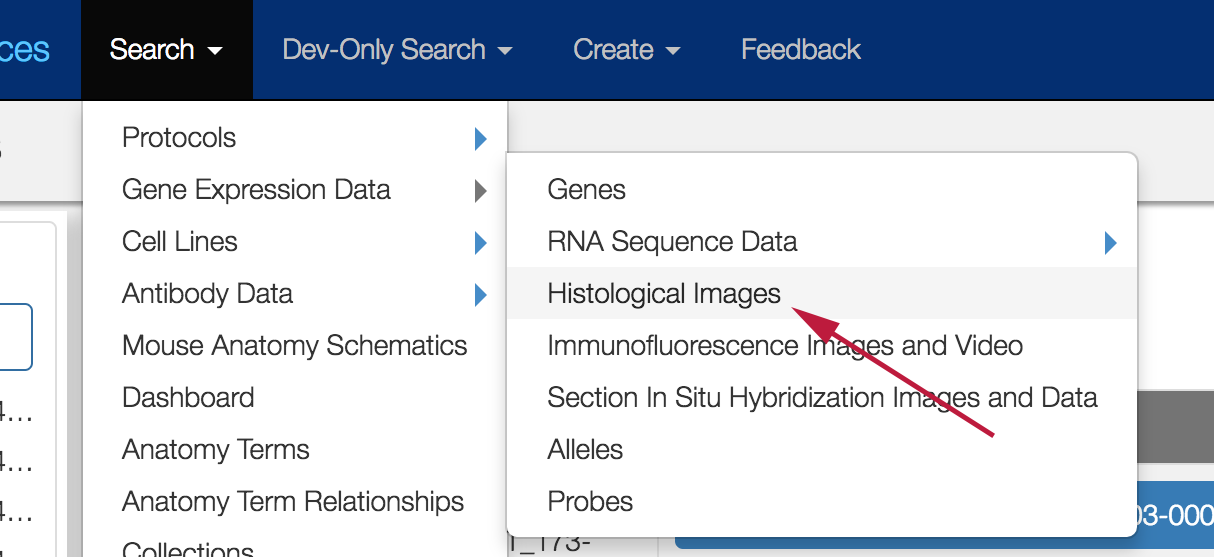 ces Search Dev-Only Search Create Feedback
Protocols
Gene Expression Data
Cell Lines
Antibody Data
Mouse Anatomy Schematics
Dashboard
Anatomy Terms
Anatomy Term Relationships
Collections
Genes
RNA Sequence Data
Histological Images
Immunofluorescence Images and Video
Section In Situ Hybridization Images and Data
Alleles
Probes
4...
4...
4...
03-000
T_173-